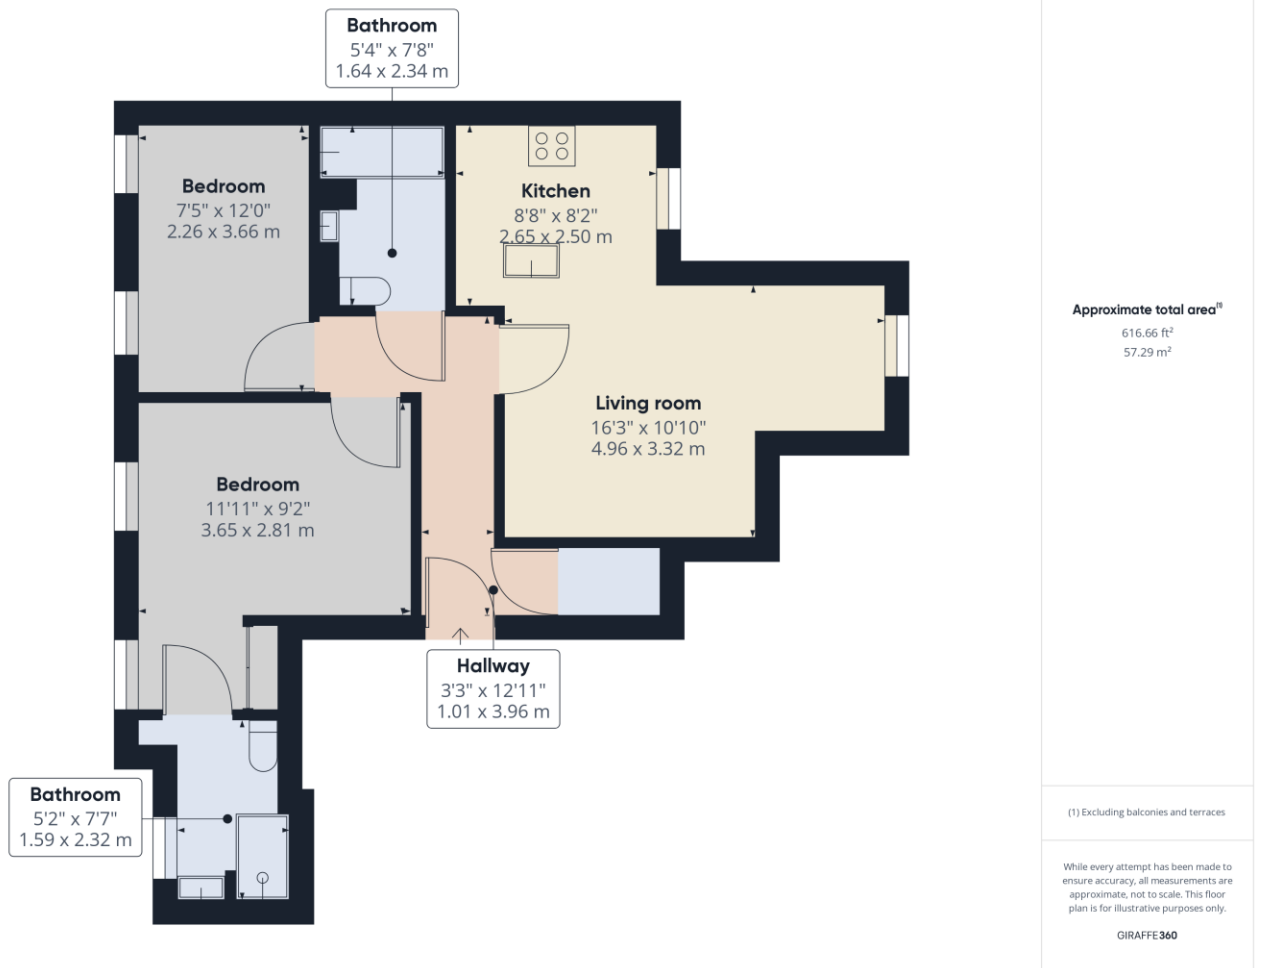 Bathroom
5'4" x 7'8"
1.64 x 2.34 m
Bedroom
7'5" x 12'0"
2.26 x 3.66 m
Kitchen
8'8" x 8'2"
2.65 x 2.50 m
Living room
16'3" x 10'10"
4.96 x 3.32 m
Bedroom
11'11" x 9'2"
3.65 x 2.81 m
Hallway
3'3" x 12'11"
1.01 x 3.96 m
Bathroom
5'2" x 7'7"
1.59 x 2.32 m
Approximate total area(1)
616.66 ft²
57.29 m²
(1) Excluding balconies and terraces
While every attempt has been made to
ensure accuracy, all measurements are
approximate, not to scale. This floor
plan is for illustrative purposes only.
GIRAFFE360